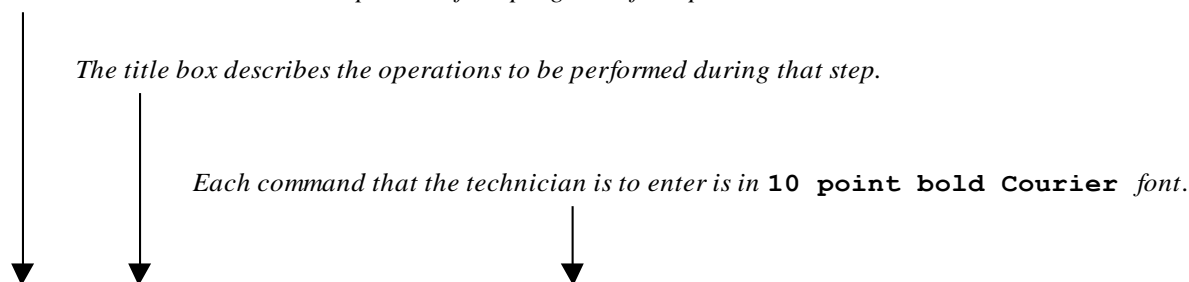 The title box describes the operations to be performed during that step.
Each command that the technician is to enter is in 10 point bold Courier font.